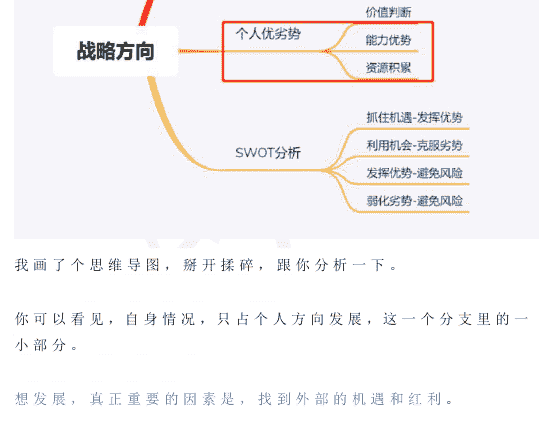 价值判断
个人优劣势
能力优势
战略方向
资源积累
抓住机遇-发挥优势
利用机会-克服劣势
SWOT分析
发挥优势-避免风险
弱化劣势-避免风险
我画了个思维导图，掰开揉碎，跟你分析一下。
你可以看见，自身情况，只占个人方向发展，这一个分支里的一
小部分。
想发展，真正重要的因素是，找到外部的机遇和红利。